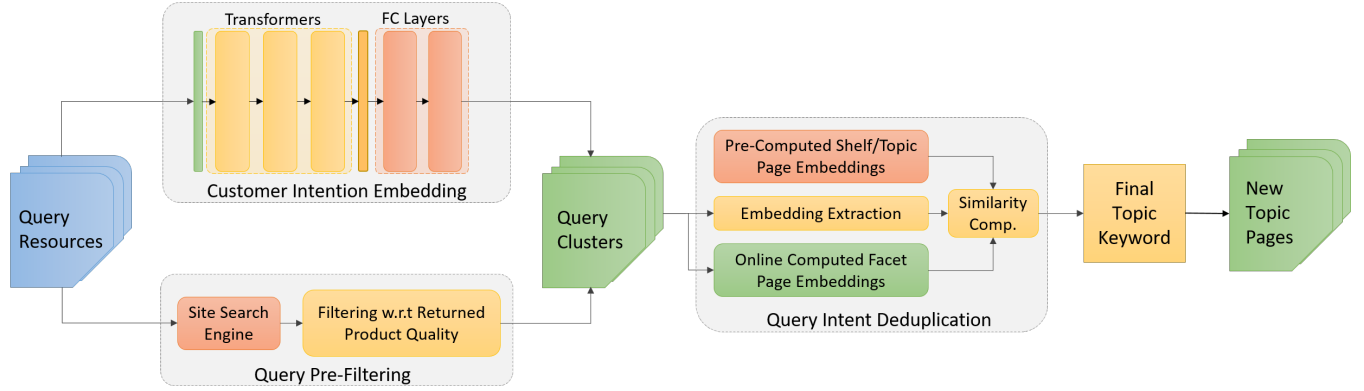 Transformers
FC Layers
Customer Intention Embedding
Query
Resources
Site Search
Engine
Filtering w.r.t Returned
Product Quality
Query Pre-Filtering
Query
Clusters
Pre-Computed Shelf/Topic
Page Embeddings
Embedding Extraction
Online Computed Facet
Page Embeddings
Similarity
Comp.
Query Intent Deduplication
Final
Topic
Keyword
New
Topic
Pages